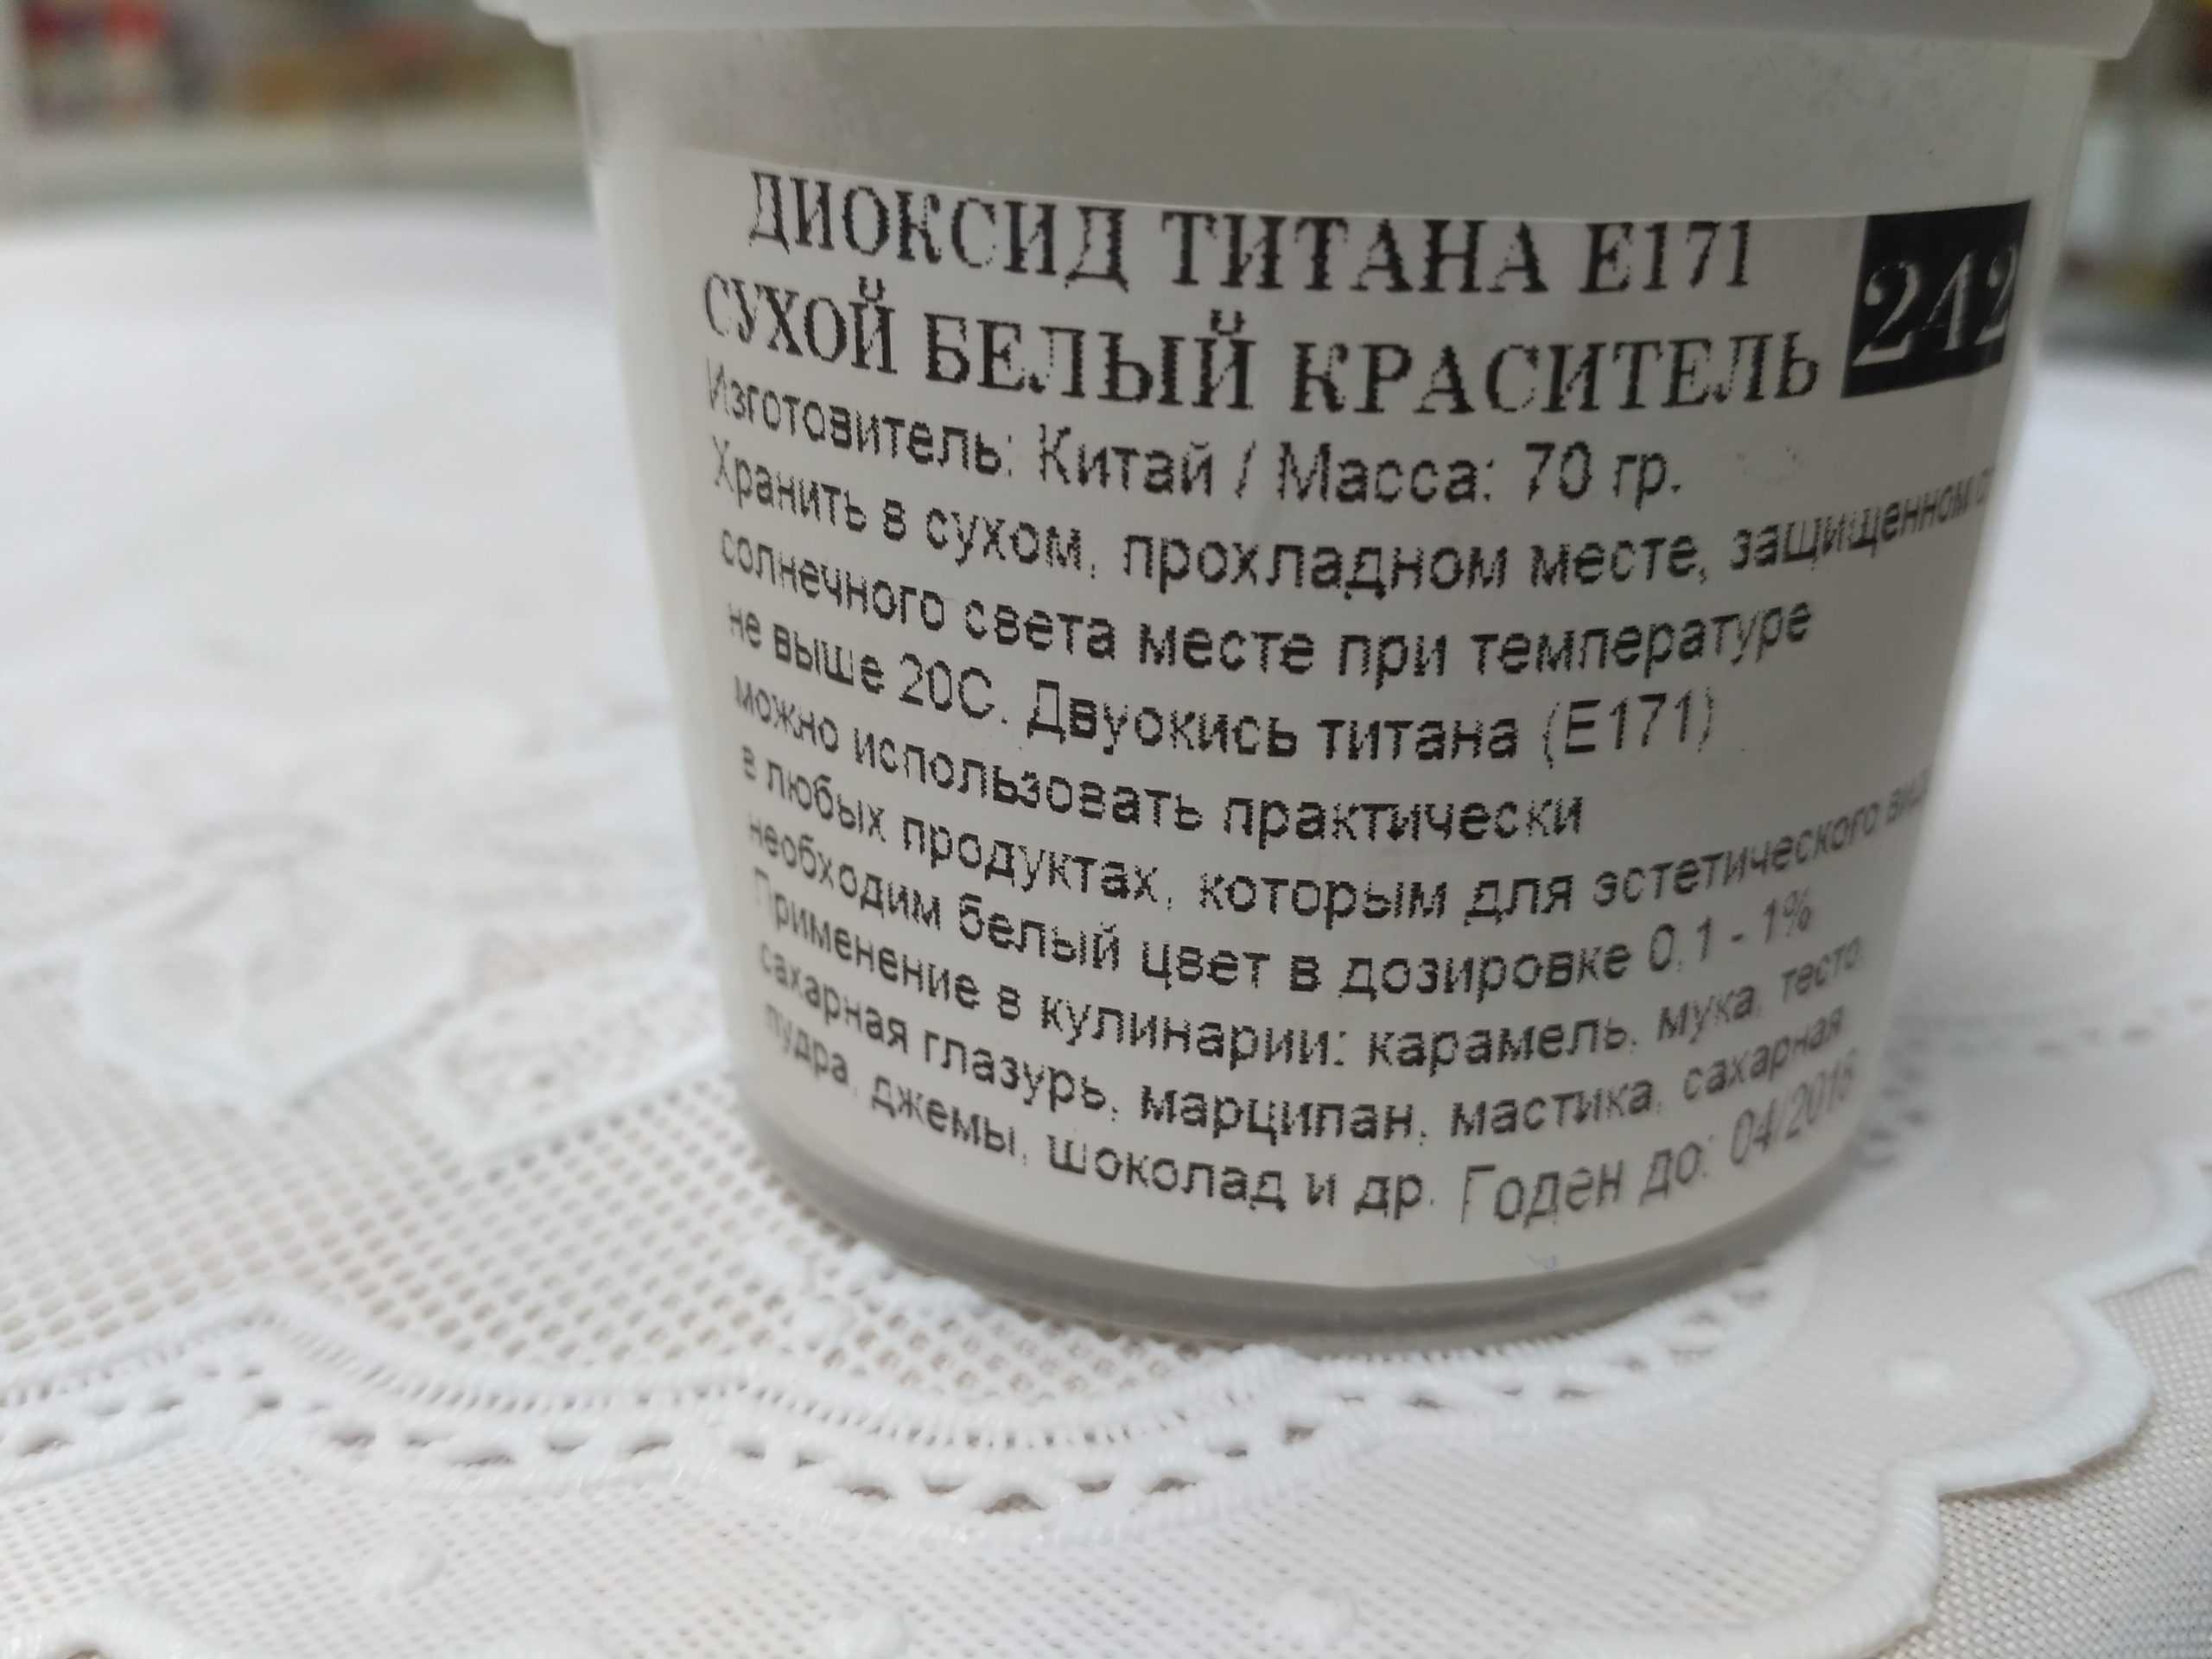 ДИОКСИД ТИТАНА Е171
СУХОЙ БЕЛЫЙ КРАСИТЕЛЬ
242
Изготовитель: Китай / Масса: 70 гр.
Хранить в сухом, прохладном месте, защищенном
солнечного света месте при температуре
не выше 20С. Двуокись титана (Е171)
можно использовать практически
в любых продуктах, которым для эстетического
необходим белый цвет в дозировке 0,1 - 1%
Применение в кулинарии: карамель, мука, тесто,
сахарная глазурь, марципан, мастика, сахарная
пудра, джемы, шоколад и др. Годен до: 04/2018